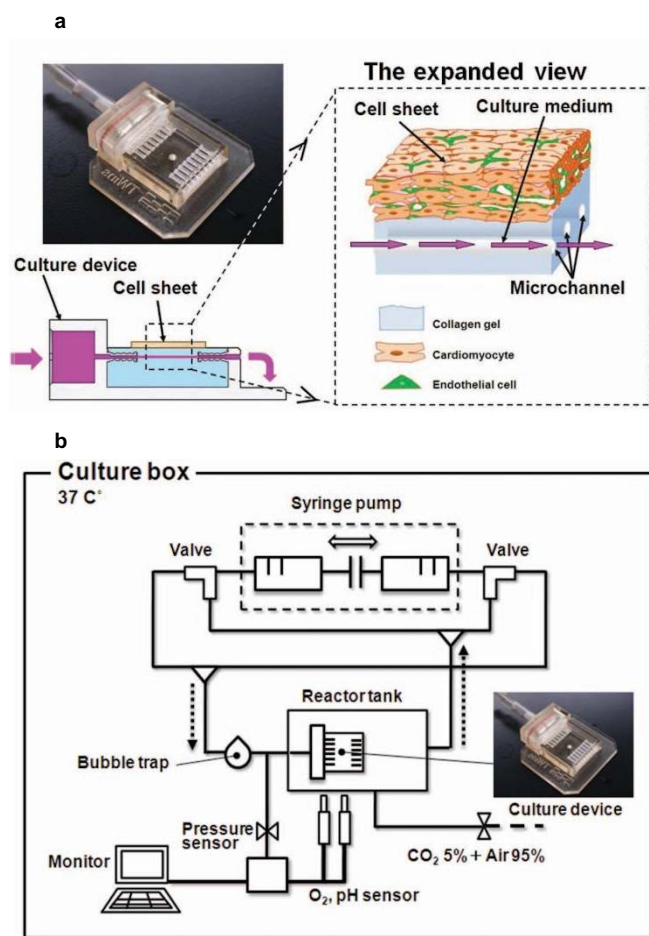 a
The expanded view
Cell sheet
Culture medium
Culture device
Cell sheet
Microchannel
Collagen gel
Cardiomyocyte
Endothelial cell
b
Culture box
37 C°
Syringe pump
Valve
Valve
Reactor tank
Bubble trap
Culture device
Pressure
sensor
CO₂ 5% + Air 95%
Monitor
O₂, pH sensor